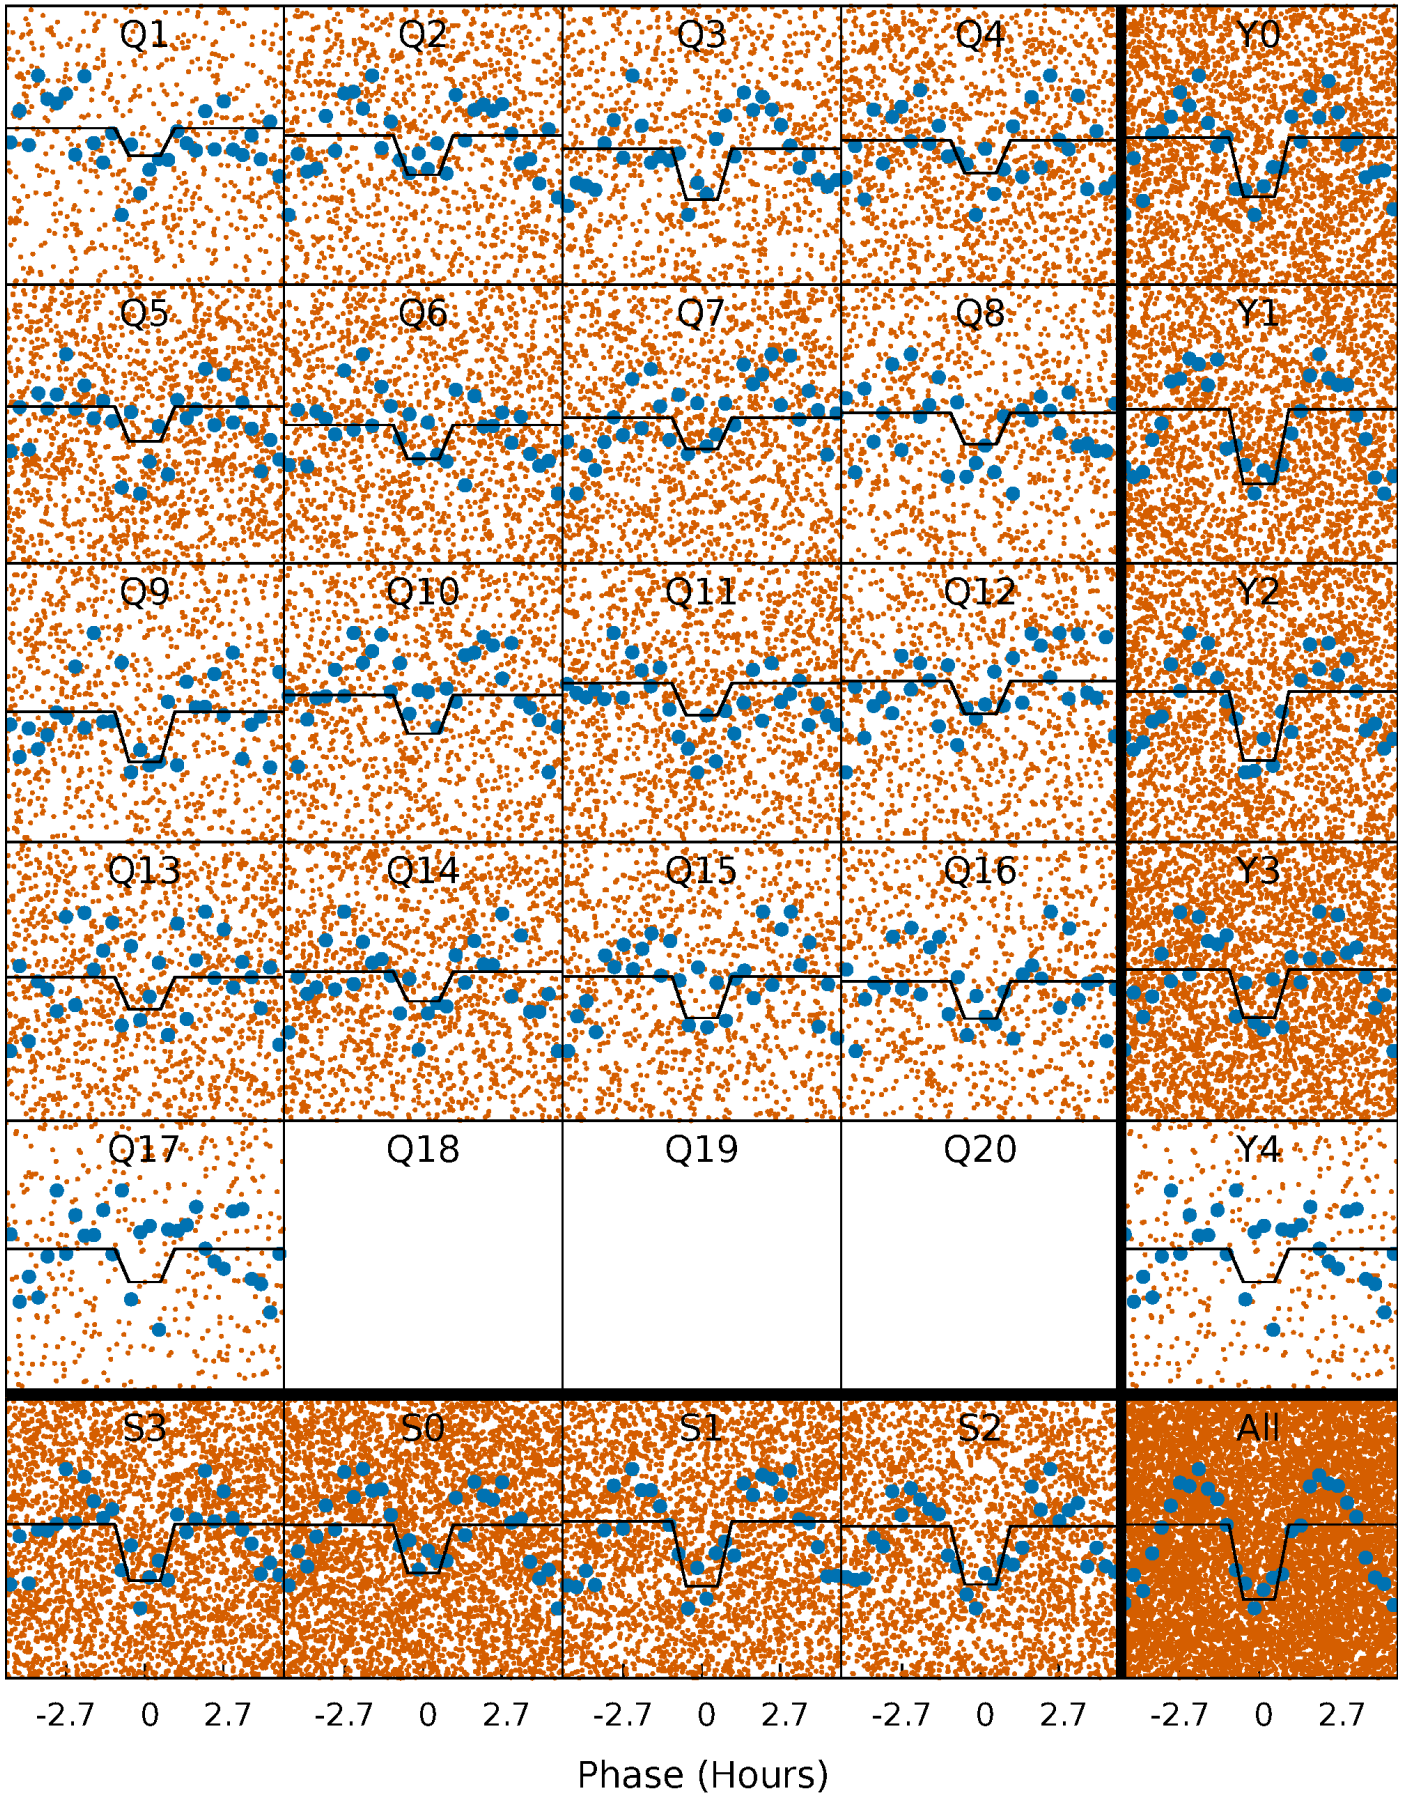 Q1 Q2 Q3 Q4 Y0
Q5 Q6 Q7 Q8 Y1
Q9 Q10 Q11 Q12 Y2
Q13 Q14 Q15 Q16 Y3
Q17 Q18 Q19 Q20 Y4
S3 S0 S1 S2 All
-2.7 0 2.7 -2.7 0 2.7 -2.7 0 2.7 -2.7 0 2.7 -2.7 0 2.7
Phase (Hours)